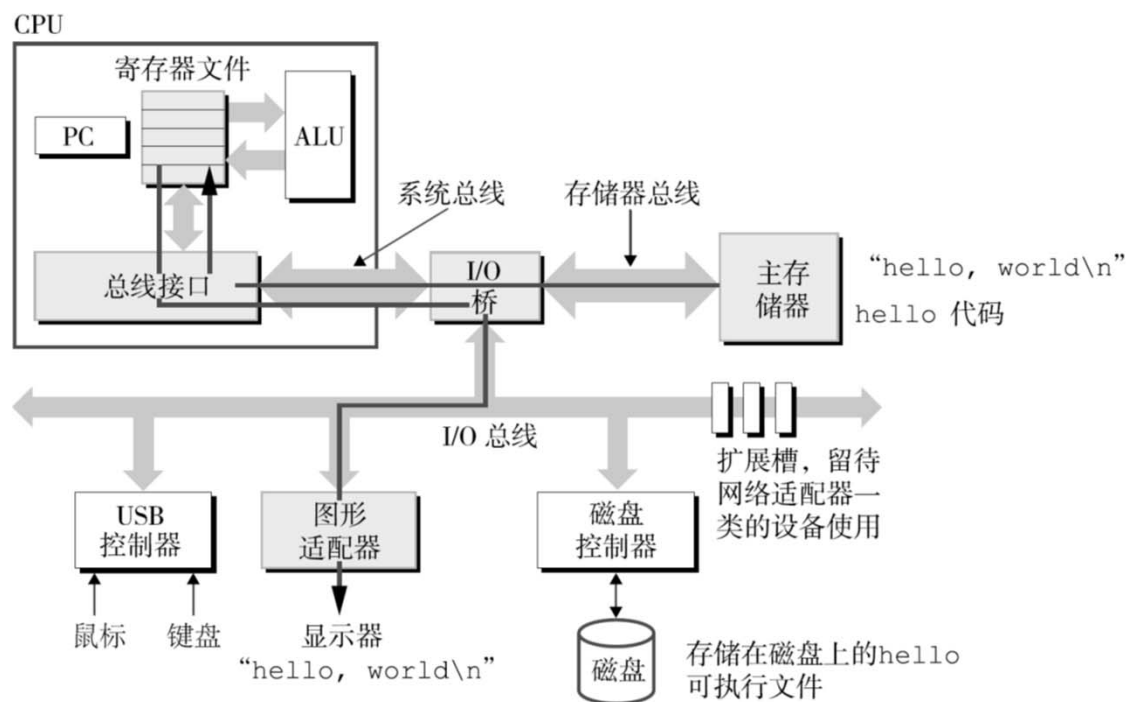 CPU
寄存器文件
PC
ALU
系统总线
存储器总线
总线接口
I/O
桥
主存
储器
“hello, world\n”
hello 代码
I/O 总线
扩展槽，留待
网络适配器一
类的设备使用
USB
控制器
图形
适配器
磁盘
控制器
鼠标
键盘
显示器
“hello, world\n”
磁盘
存储在磁盘上的hello
可执行文件